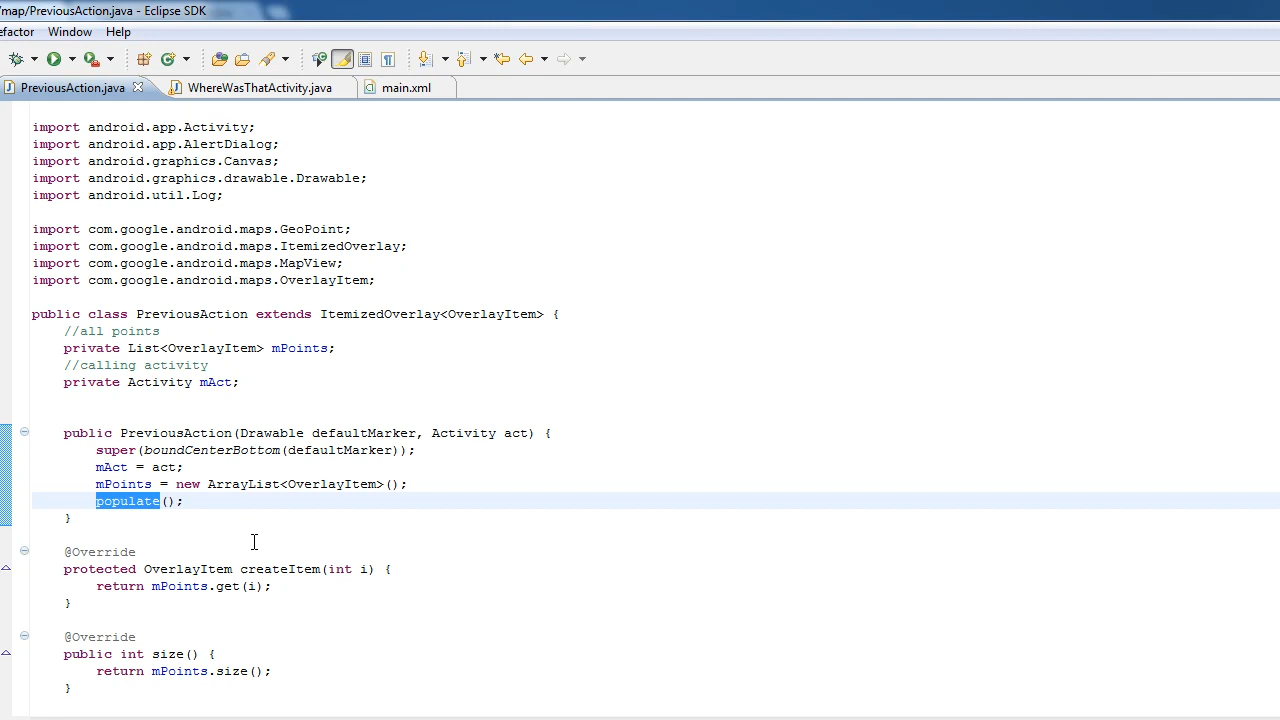 /map/PreviousAction.java - Eclipse SDK
efactor Window Help
PreviousAction.java WhereWasThatActivity.java main.xml
import android.app.Activity;
import android.app.AlertDialog;
import android.graphics.Canvas;
import android.graphics.drawable.Drawable;
import android.util.Log;
import com.google.android.maps.GeoPoint;
import com.google.android.maps.ItemizedOverlay;
import com.google.android.maps.MapView;
import com.google.android.maps.OverlayItem;
public class PreviousAction extends ItemizedOverlay<OverlayItem> {
//all points
private List<OverlayItem> mPoints;
//calling activity
private Activity mAct;
public PreviousAction(Drawable defaultMarker, Activity act) {
super(boundCenterBottom(defaultMarker));
mAct = act;
mPoints = new ArrayList<OverlayItem>();
populate();
}
@Override
protected OverlayItem createItem(int i) {
return mPoints.get(i);
}
@Override
public int size() {
return mPoints.size();
}